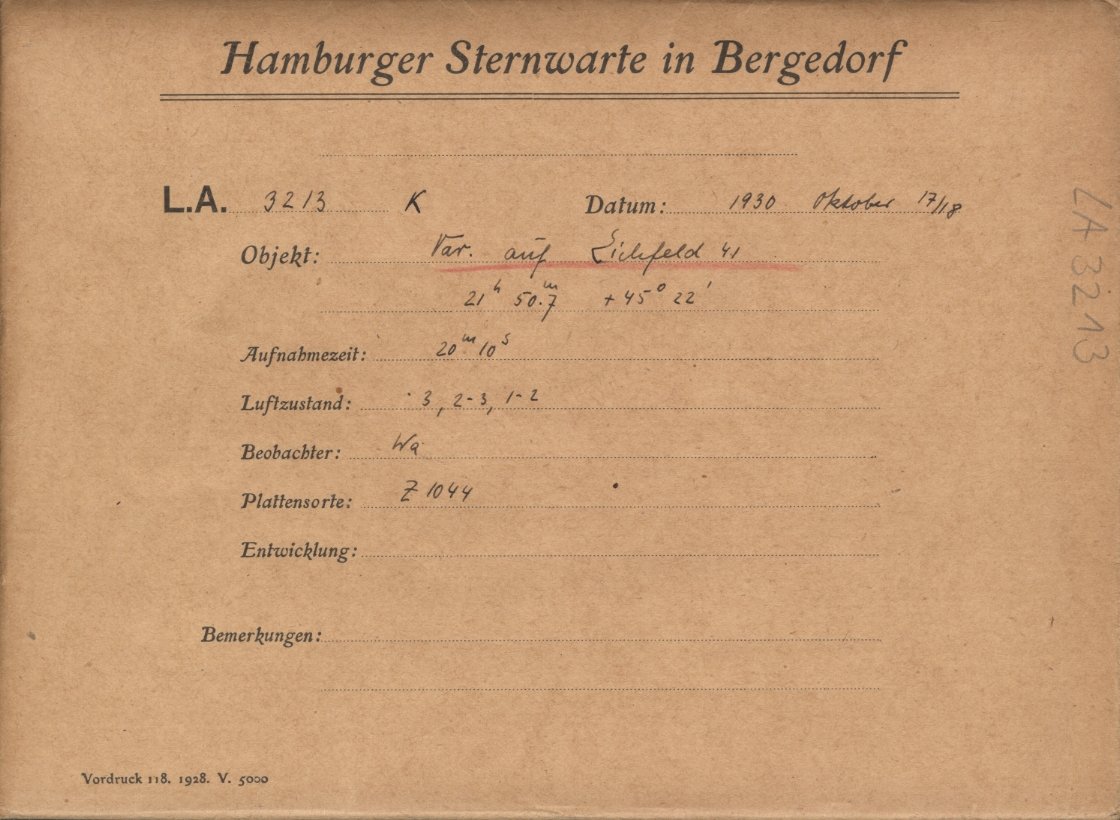 Hamburger Sternwarte in Bergedorf
L.A. 3213 K Datum: 1930 Oktober 17/18
Objekt: Var. auf Eichfeld 41
21ʰ 50.ᵐ7 +45° 22'
Aufnahmezeit: 20ᵐ 10ˢ
Luftzustand: 3, 2-3, 1-2
Beobachter: Wa
Plattensorte: Z 1044
Entwicklung:
Bemerkungen:
Vordruck 118. 1928. V. 5000
LA 3213